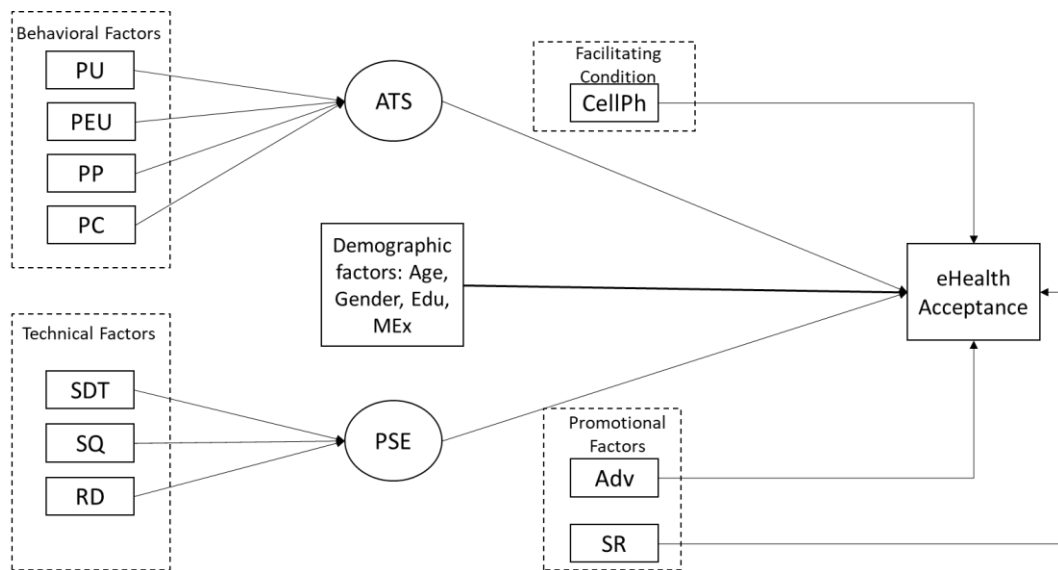 Behavioral Factors
PU
PEU
PP
PC
ATS
Facilitating
Condition
CellPh
Demographic
factors: Age,
Gender, Edu,
MEx
eHealth
Acceptance
Technical Factors
SDT
SQ
RD
PSE
Promotional
Factors
Adv
SR